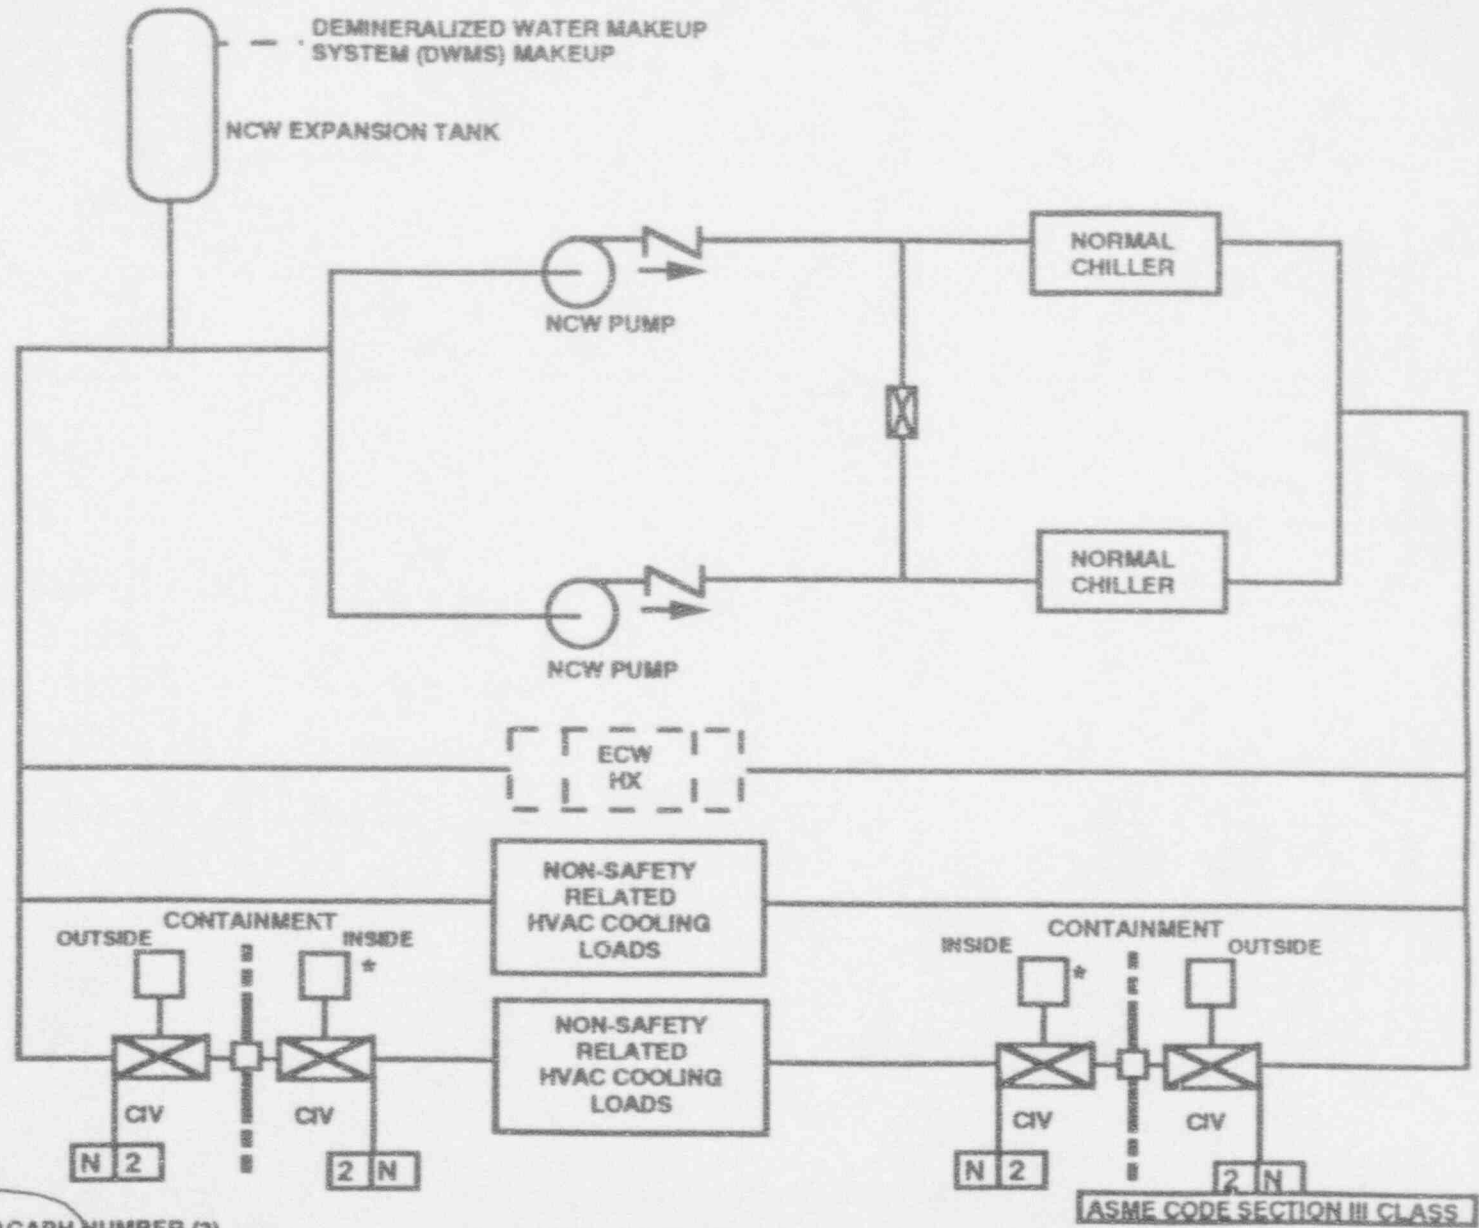 DEMINERALIZED WATER MAKEUP
SYSTEM (DWMS) MAKEUP
NCW EXPANSION TANK
NORMAL
CHILLER
NCW PUMP
NORMAL
CHILLER
NCW PUMP
ECW
HX
NON-SAFETY
RELATED
HVAC COOLING
LOADS
CONTAINMENT
OUTSIDE
INSIDE
*
CONTAINMENT
INSIDE
*
OUTSIDE
NON-SAFETY
RELATED
HVAC COOLING
LOADS
CIV
CIV
CIV
CIV
N 2
2 N
N 2
2 N
ASME CODE SECTION III CLASS
NUMBER